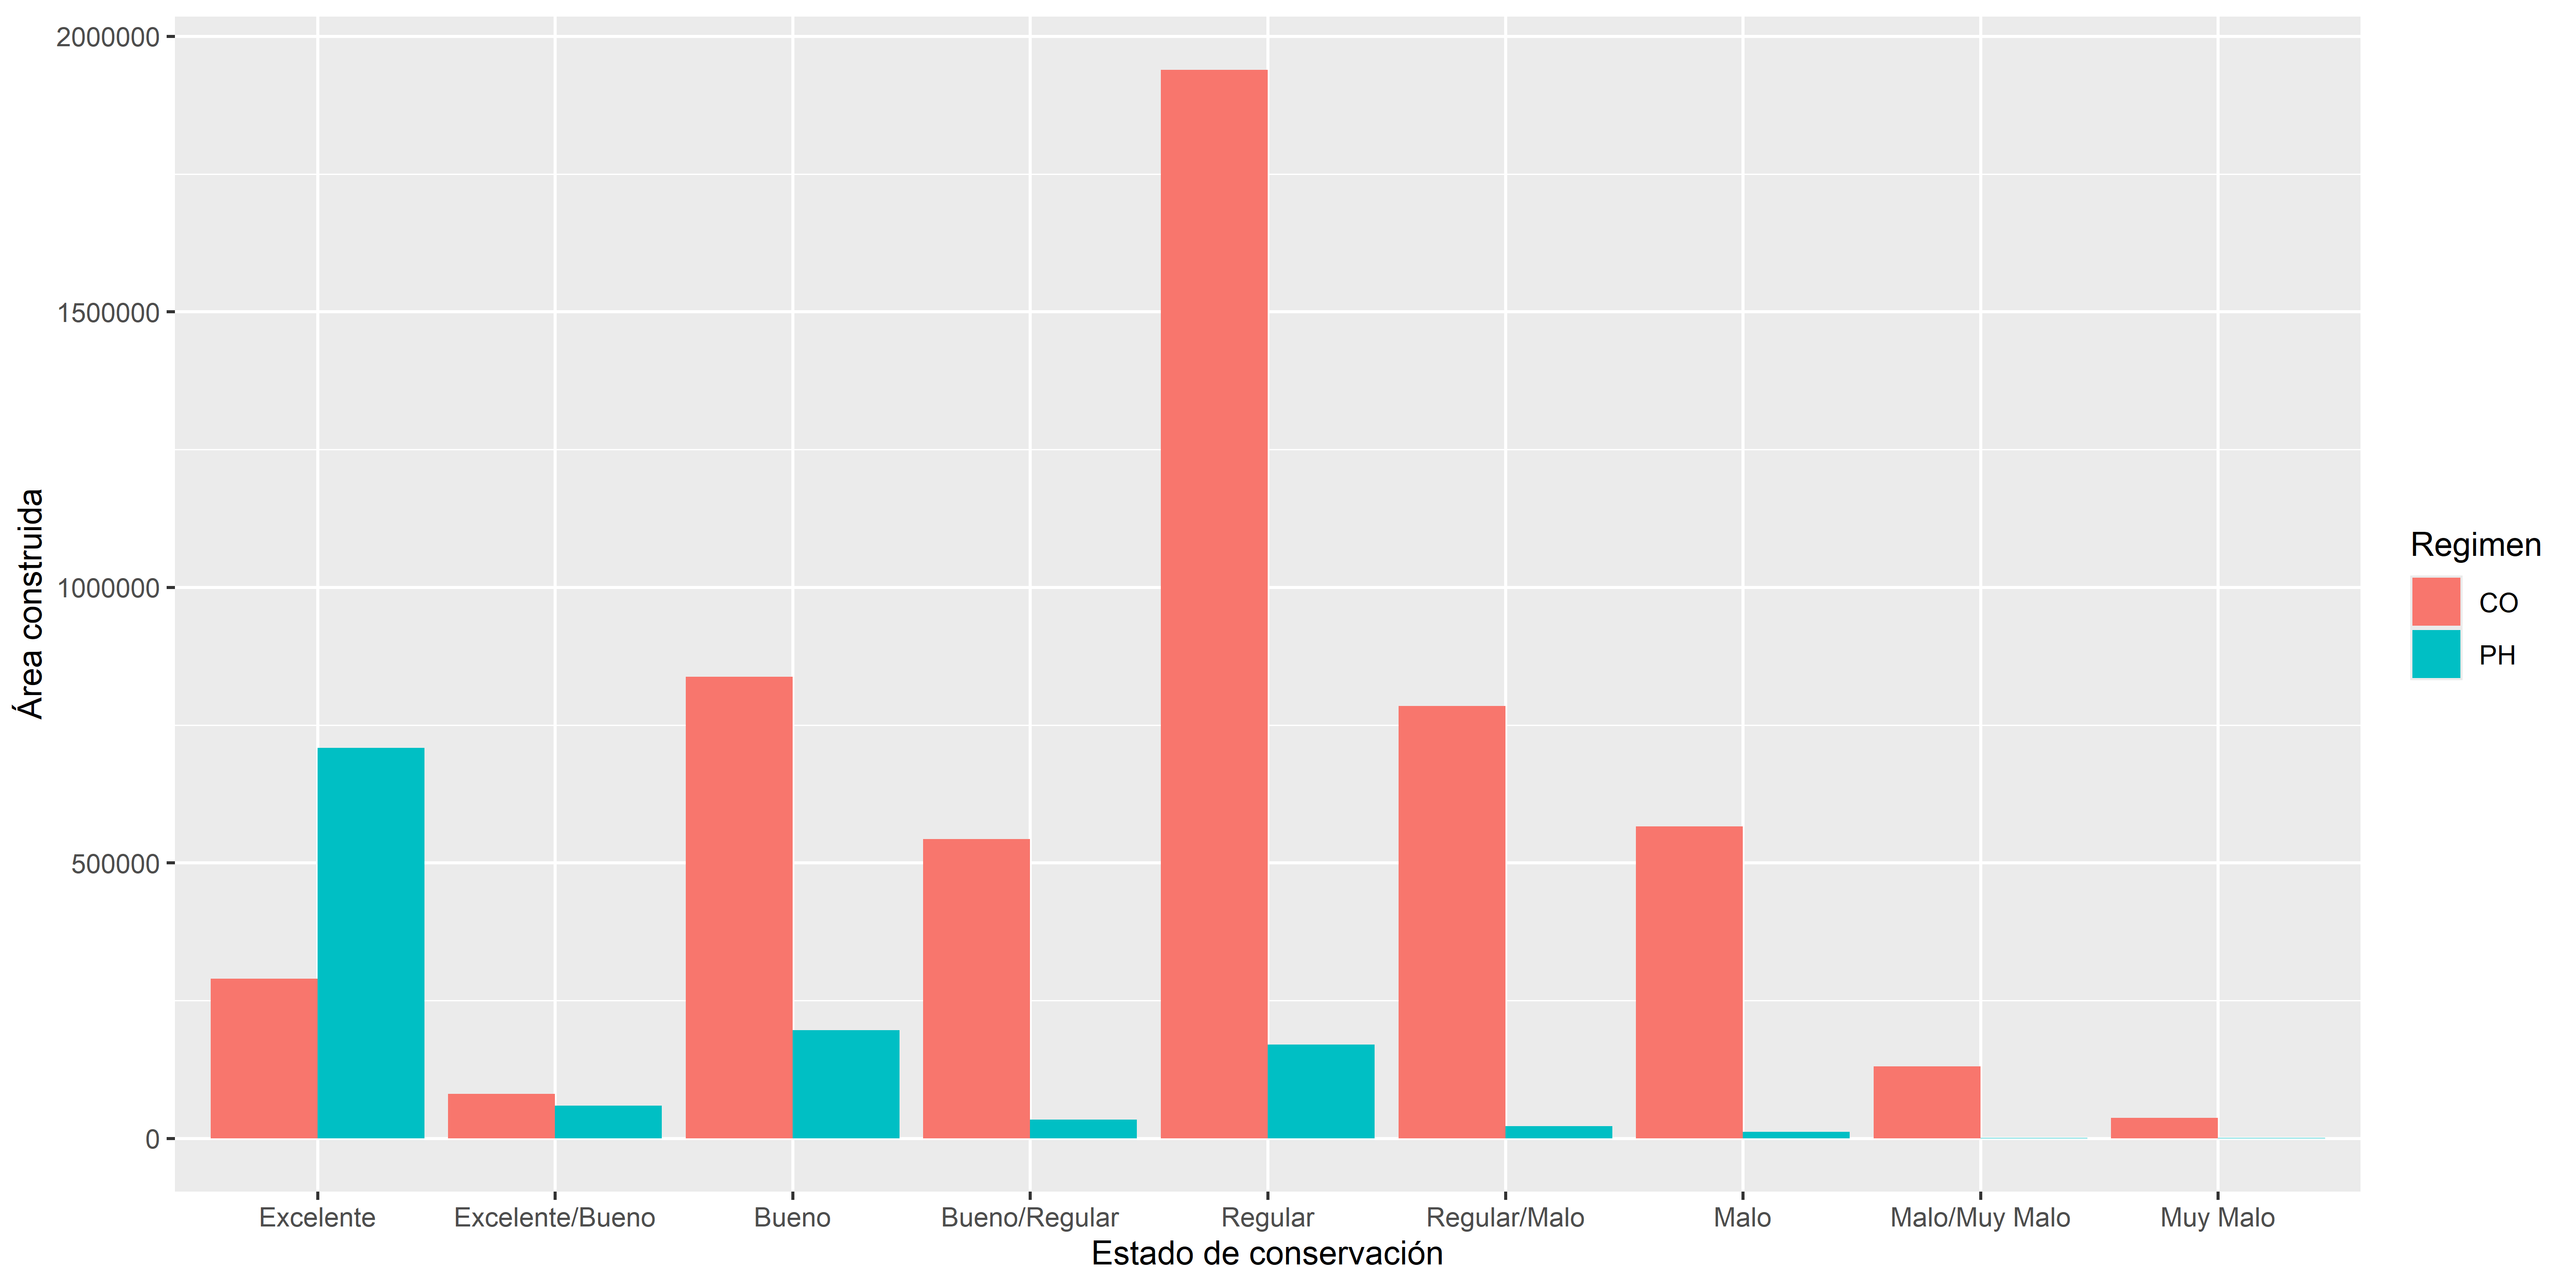 2000000
1500000
1000000
500000
0
Área construida
Excelente
Excelente/Bueno
Bueno
Bueno/Regular
Regular
Regular/Malo
Malo
Malo/Muy Malo
Muy Malo
Estado de conservación
Regimen
CO
PH